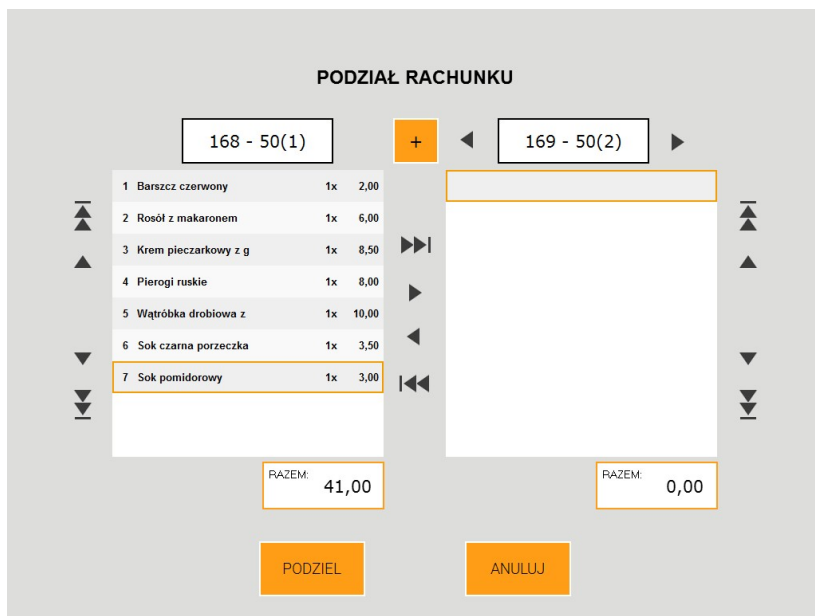 PODZIAŁ RACHUNKU
168 - 50(1)
+
169 - 50(2)
1 Barszcz czerwony 1x 2,00
2 Rosół z makaronem 1x 6,00
3 Krem pieczarkowy z g 1x 8,50
4 Pierogi ruskie 1x 8,00
5 Wątróbka drobiowa z 1x 10,00
6 Sok czarna porzeczka 1x 3,50
7 Sok pomidorowy 1x 3,00
RAZEM: 41,00
RAZEM: 0,00
PODZIEL
ANULUJ